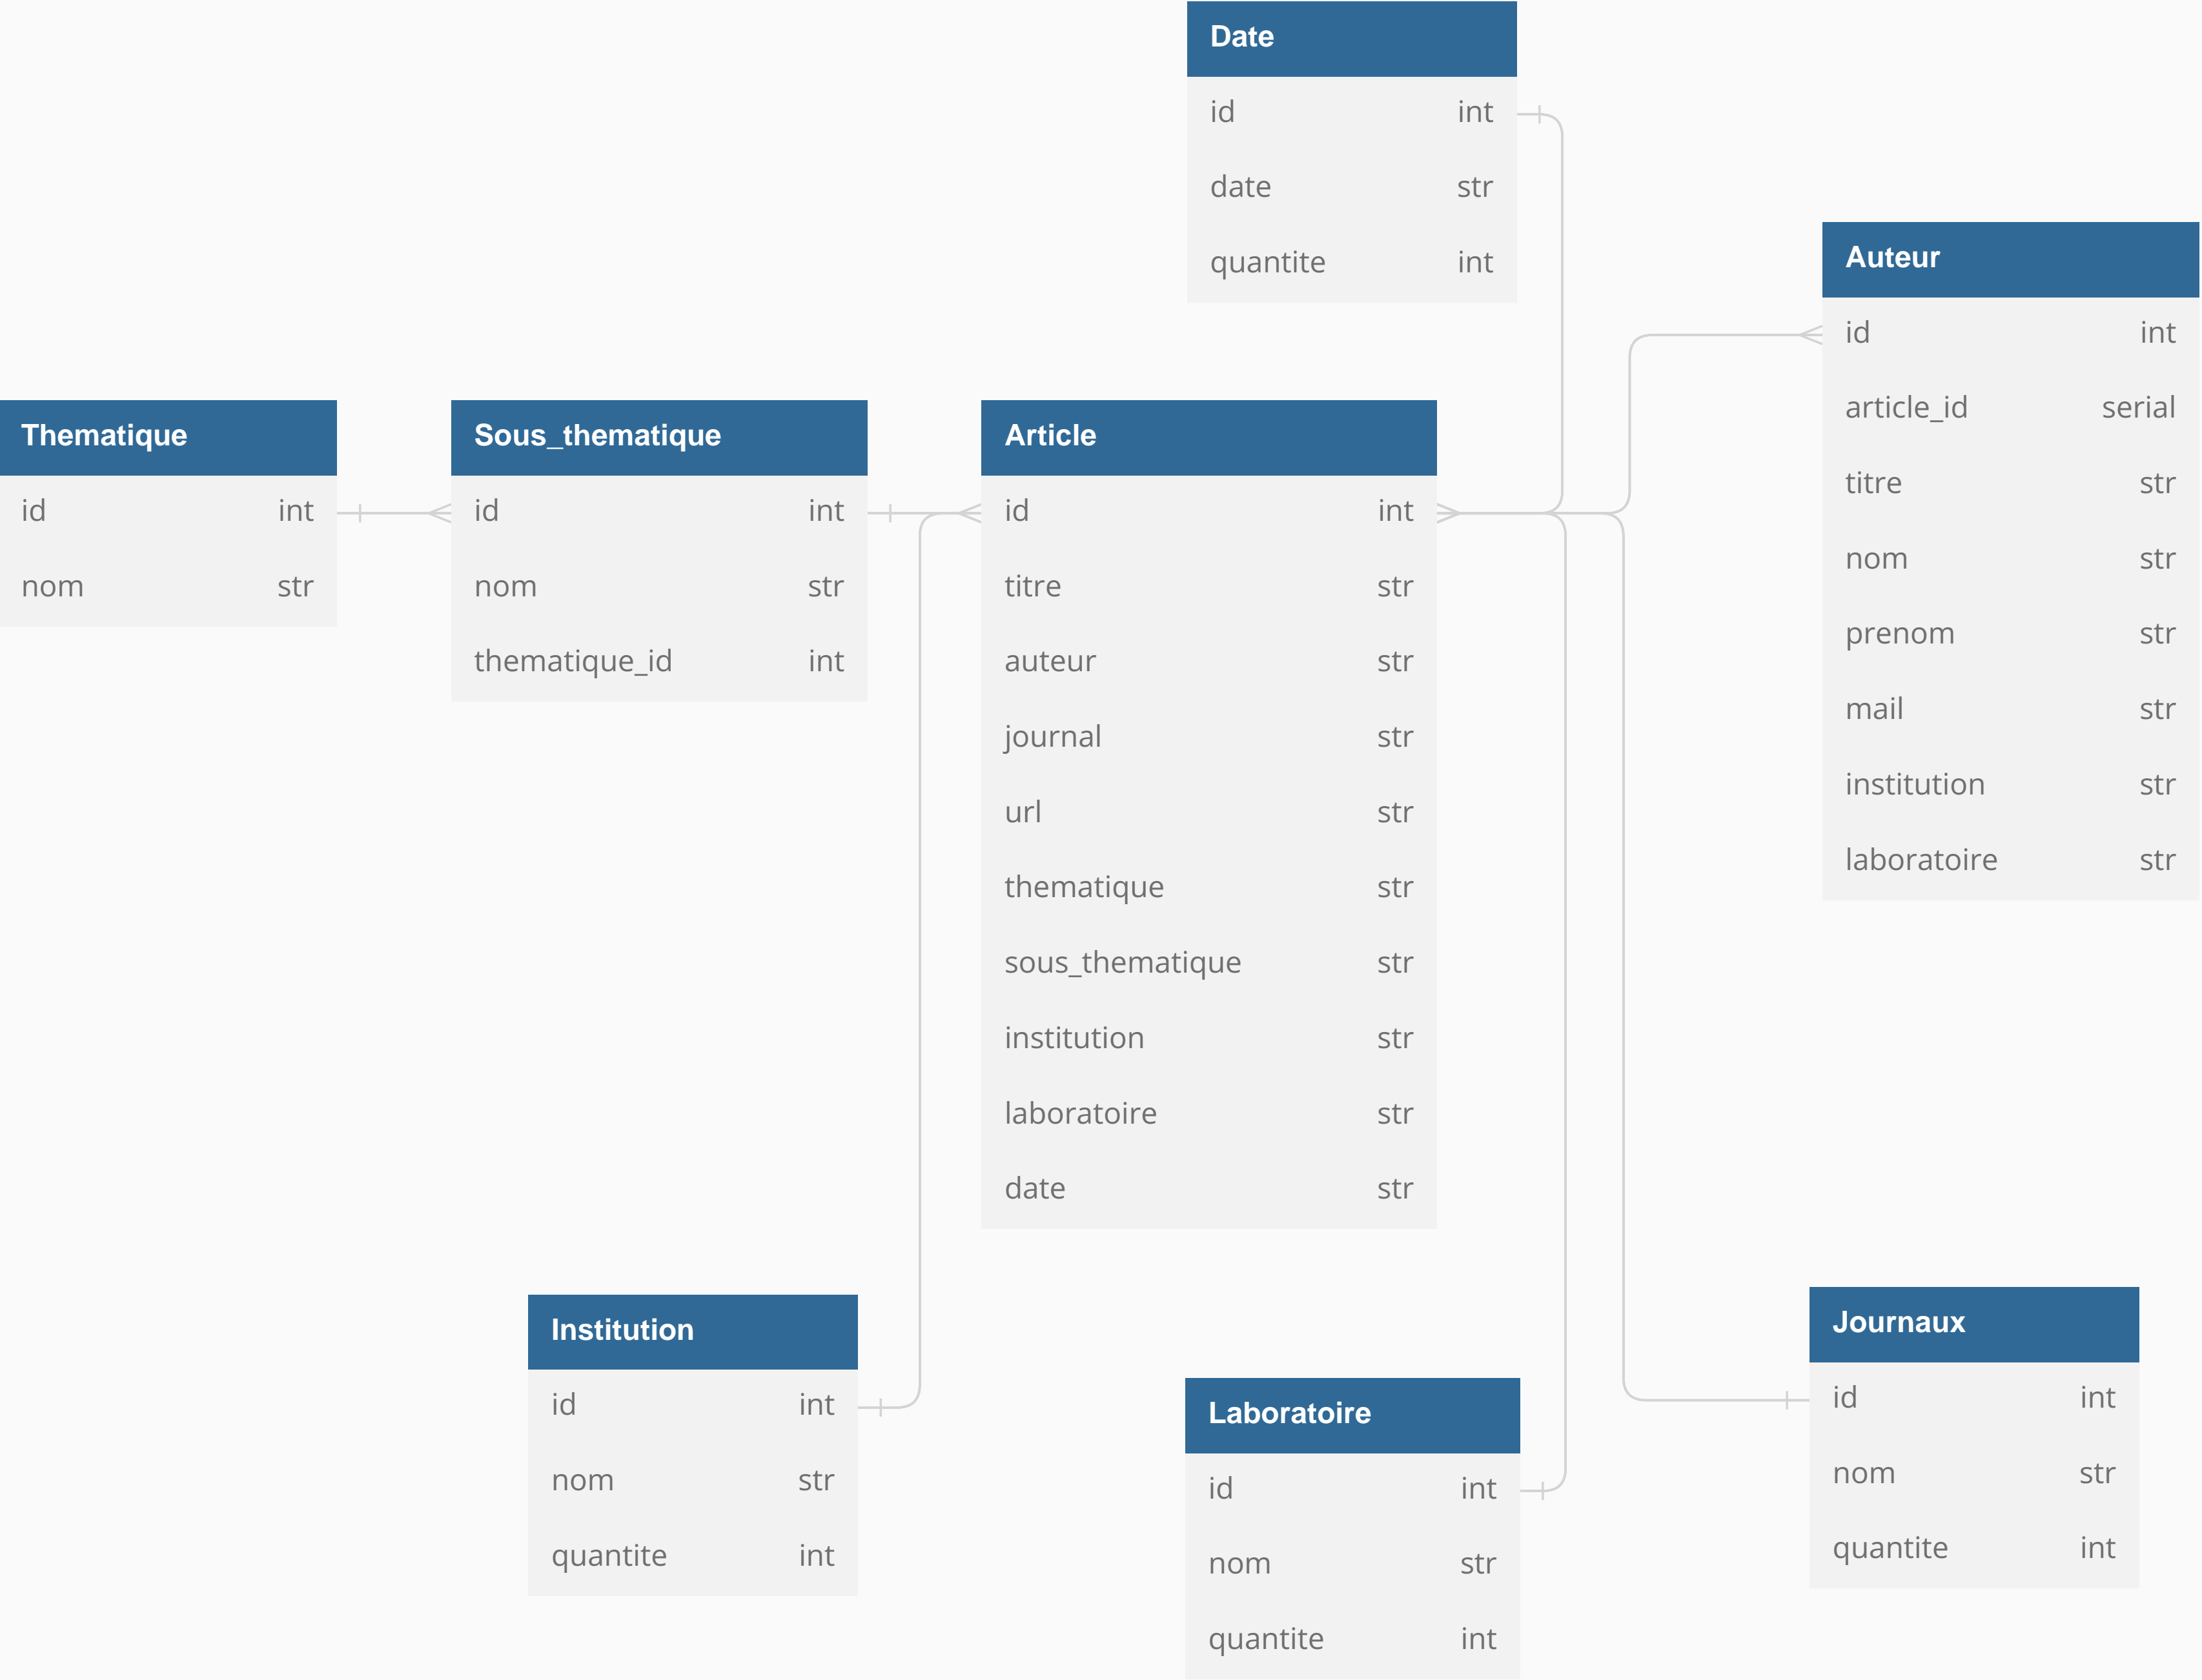 Date
id int
date str
quantite int
Auteur
id int
article_id serial
titre str
nom str
prenom str
mail str
institution str
laboratoire str
Thematique
id int
nom str
Sous_thematique
id int
nom str
thematique_id int
Article
id int
titre str
auteur str
journal str
url str
thematique str
sous_thematique str
institution str
laboratoire str
date str
Institution
id int
nom str
quantite int
Laboratoire
id int
nom str
quantite int
Journaux
id int
nom str
quantite int